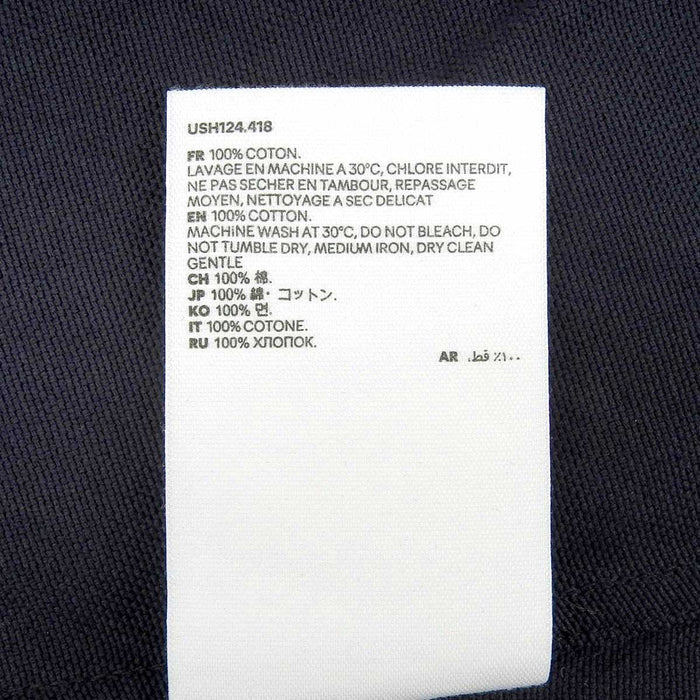 USH124.418
FR 100% COTON.
LAVAGE EN MACHINE A 30°C, CHLORE INTERDIT,
NE PAS SECHER EN TAMBOUR, REPASSAGE
MOYEN, NETTOYAGE A SEC DELICAT
EN 100% COTTON.
MACHINE WASH AT 30°C, DO NOT BLEACH, DO
NOT TUMBLE DRY, MEDIUM IRON, DRY CLEAN
GENTLE
CH 100% 棉.
JP 100% 綿・コットン.
KO 100% 면.
IT 100% COTONE.
RU 100% ХЛОПОК.
AR ١٠٠٪ قطن.